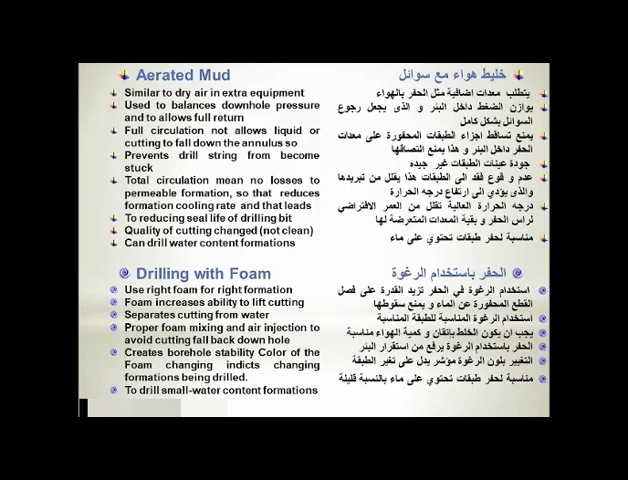 Aerated Mud
Similar to dry air in extra equipment
Used to balances downhole pressure
and to allows full return
Full circulation not allows liquid or
cutting to fall down the annulus so
Prevents drill string from become
stuck
Total circulation mean no losses to
permeable formation, so that reduces
formation cooling rate and that leads
To reducing seal life of drilling bit
Quality of cutting changed (not clean)
Can drill water content formations
Drilling with Foam
Use right foam for right formation
Foam increases ability to lift cutting
Separates cutting from water
Proper foam mixing and air injection to
avoid cutting fall back down hole
Creates borehole stability Color of the
Foam changing indicts changing
formations being drilled.
To drill small-water content formations
خليط هواء مع سوائل
يتطلب معدات اضافية مثل الحفر بالهواء
يوازن الضغط داخل البئر و الذى يجعل رجوع
السوائل بشكل كامل
يمنع تساقط اجزاء الطبقات المحفورة على معدات
الحفر داخل البئر و هذا يمنع التصاقها
جودة عينات الطبقات غير جيده
عدم و قوع فقد الى الطبقات هذا يقلل من تبريدها
والذى يؤدي الى ارتفاع درجه الحرارة
درجه الحرارة العالية تقلل من العمر الافتراضي
لراس الحفر و بقية المعدات المتعرضة لها
مناسبة لحفر طبقات تحتوي على ماء
الحفر باستخدام الرغوة
استخدام الرغوة في الحفر تزيد القدرة على فصل
القطع المحفورة عن الماء و يمنع سقوطها
استخدام الرغوة المناسبة للطبقة المناسبة
يجب ان يكون الخلط بإتقان و كمية الهواء مناسبة
الحفر باستخدام الرغوة يرفع من استقرار البئر
التغيير بلون الرغوة مؤشر يدل على تغير الطبقة
مناسبة لحفر طبقات تحتوي على ماء بالنسبة قليلة